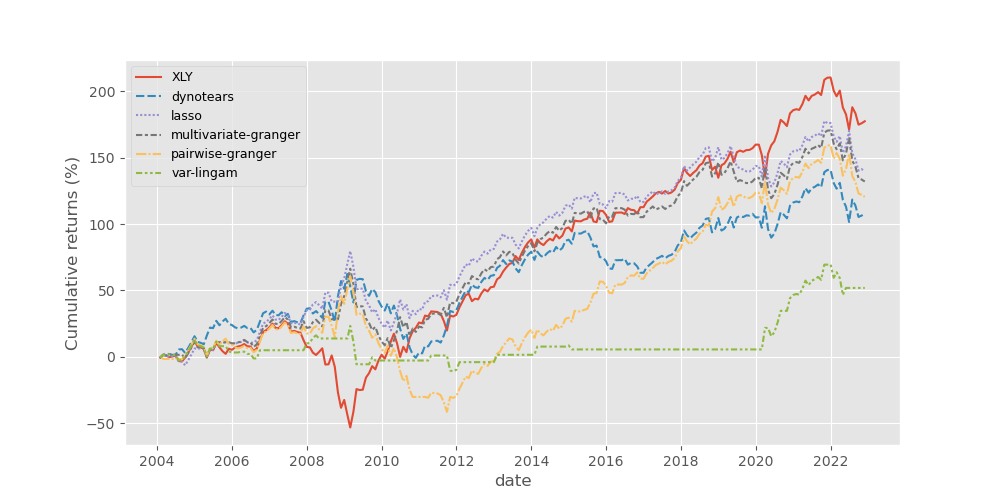 XLY
dynotears
lasso
multivariate-granger
pairwise-granger
var-lingam
Cumulative returns (%)
200
150
100
50
0
−50
2004 2006 2008 2010 2012 2014 2016 2018 2020 2022
date